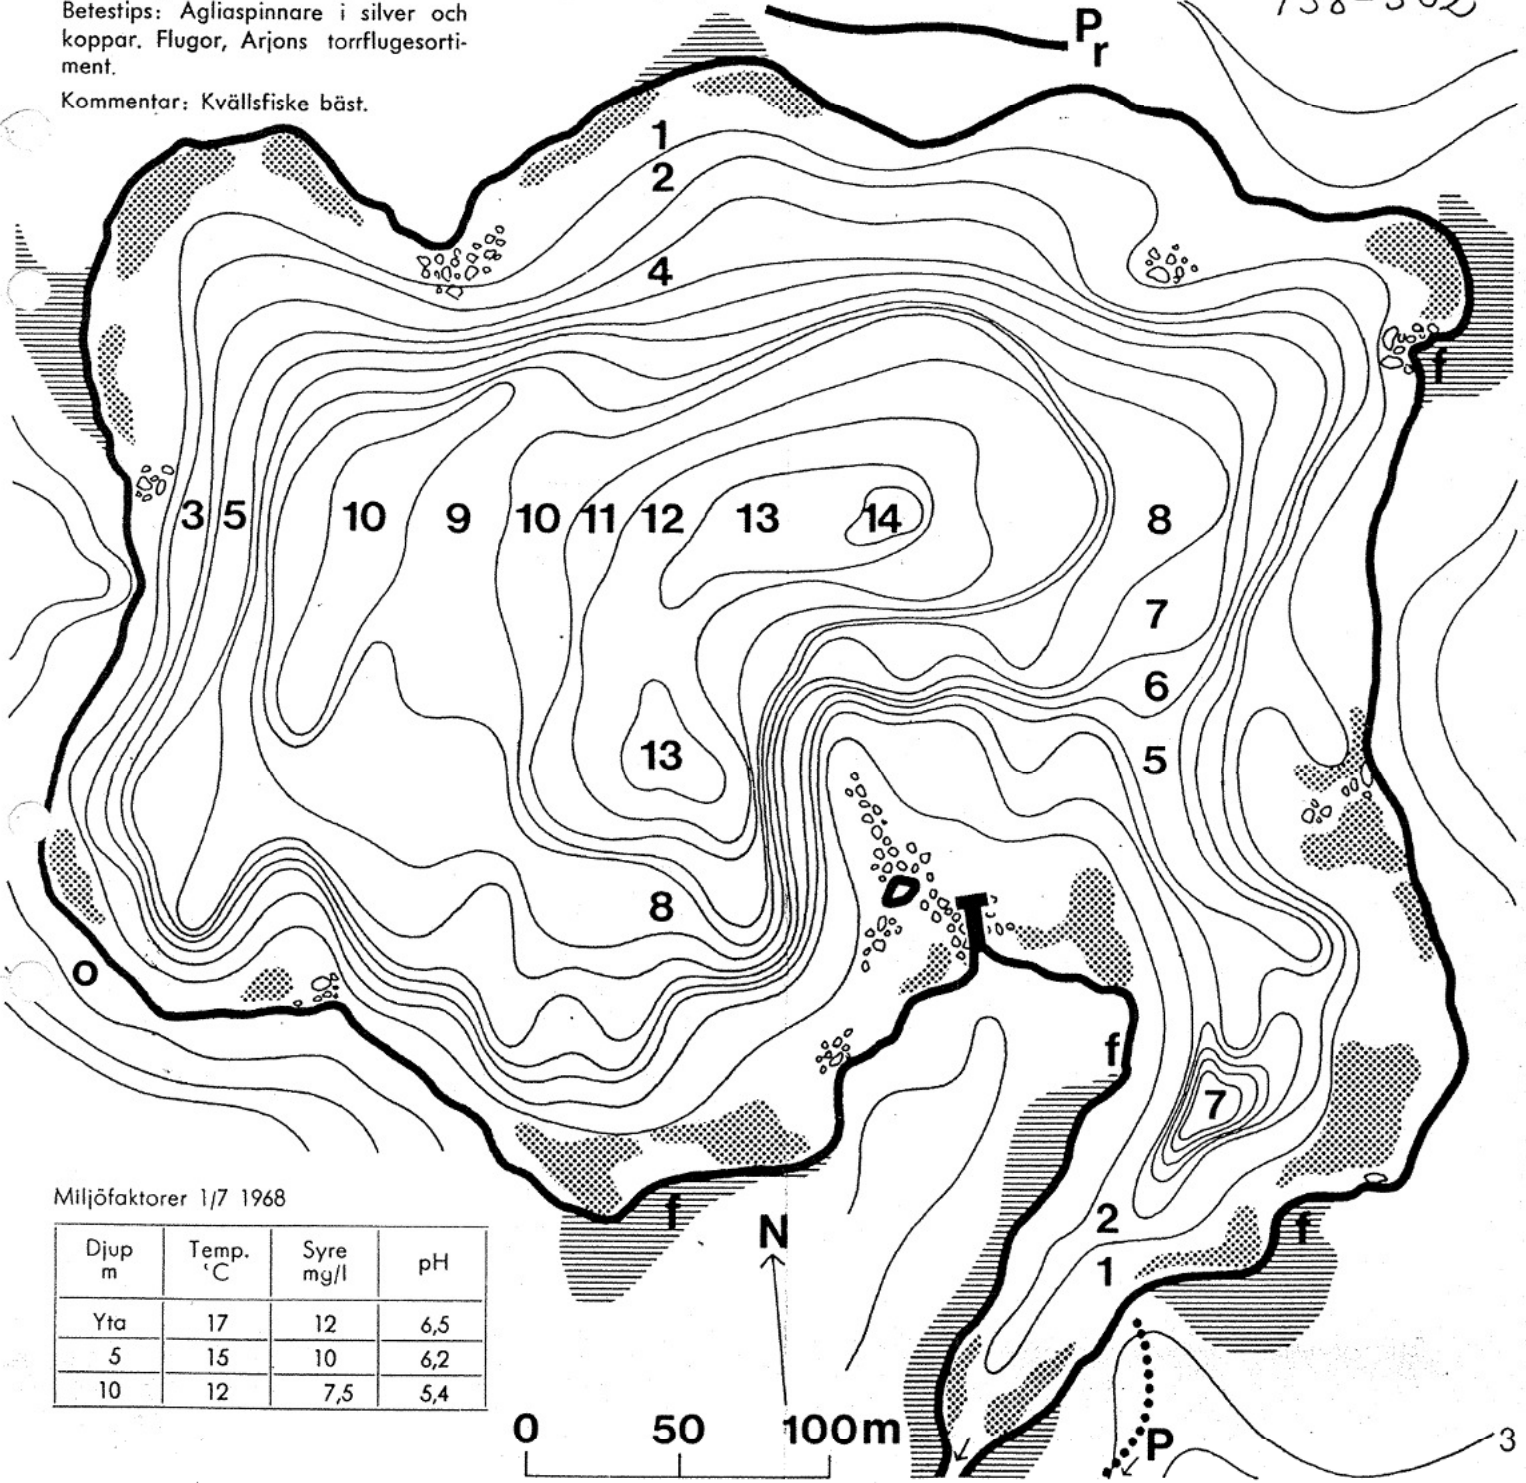 Betestips: Agliaspinnare i silver och
koppar. Flugor, Arjons torrflugesorti-
ment.
Kommentar: Kvällsfiske bäst.
P
r
1
2
4
f
3 5 10 9 10 11 12 13 14 8
7
6
13
5
8
o
f
7
Miljöfaktorer 1/7 1968
Djup m Temp. °C Syre mg/l pH
Yta 17 12 6,5
5 15 10 6,2
10 12 7,5 5,4
f
N
2
1
f
0 50 100m
P
3